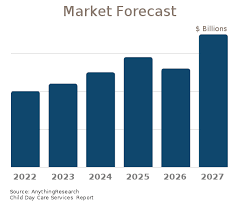 Market Forecast
$ Billions
2022 2023 2024 2025 2026 2027
Source: AnythingResearch
Child Day Care Services Report